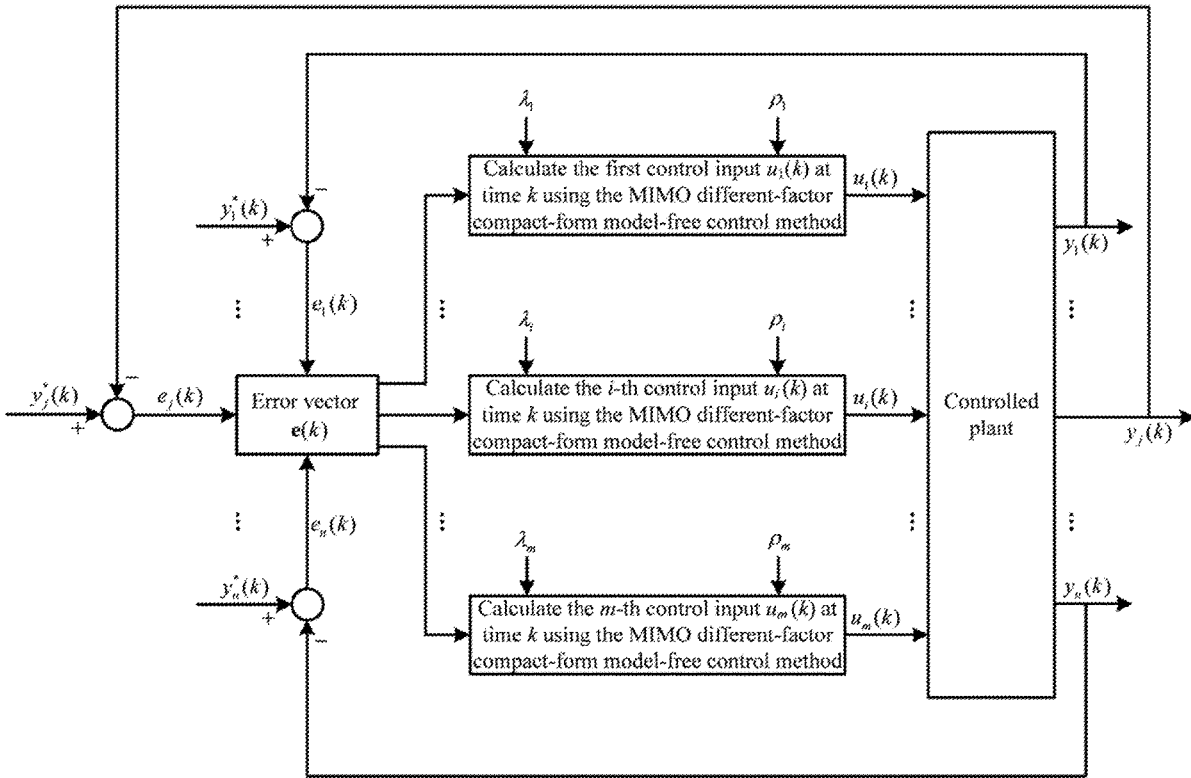 λ₁
ρ₁
Calculate the first control input u₁(k) at
time k using the MIMO different-factor
compact-form model-free control method
u₁(k)
y₁*(k)
−
+
e₁(k)
y₁(k)
λᵢ
ρᵢ
Calculate the i-th control input uᵢ(k) at
time k using the MIMO different-factor
compact-form model-free control method
uᵢ(k)
yⱼ*(k)
−
+
eⱼ(k)
Error vector
e(k)
Controlled
plant
yⱼ(k)
eₙ(k)
λₘ
ρₘ
Calculate the m-th control input uₘ(k) at
time k using the MIMO different-factor
compact-form model-free control method
uₘ(k)
yₙ*(k)
+
−
yₙ(k)